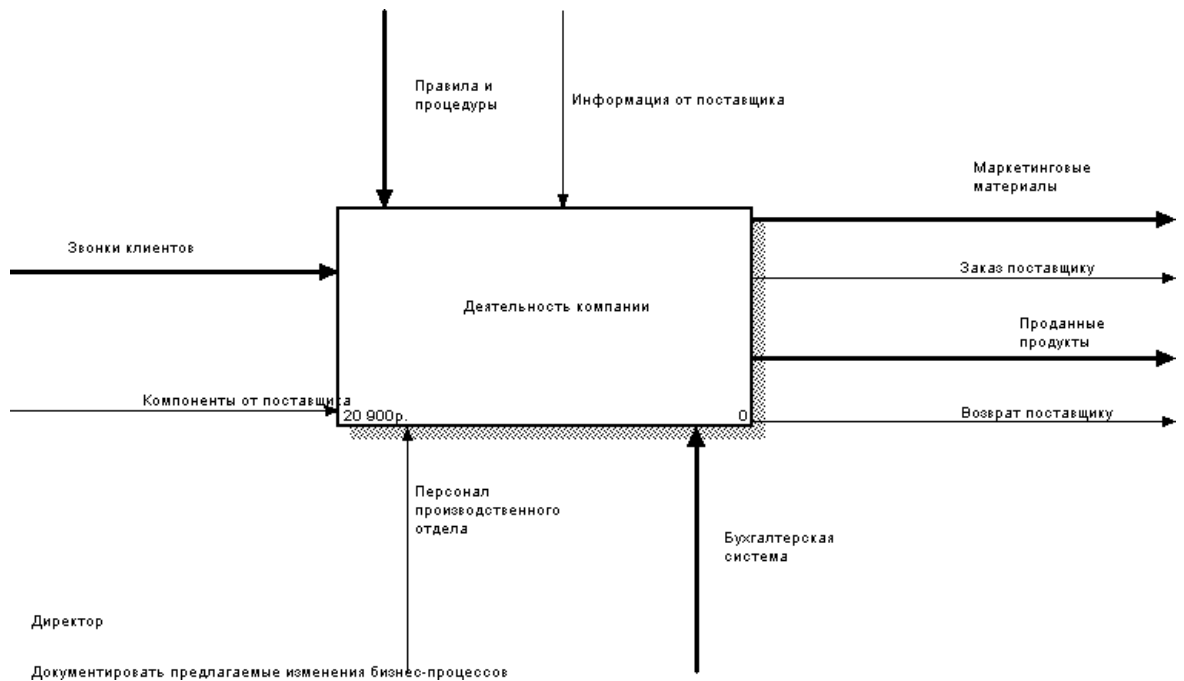 Правила и
процедуры
Информация от поставщика
Маркетинговые
материалы
Звонки клиентов
Заказ поставщику
Деятельность компании
Проданные
продукты
Компоненты от поставщика
20 900р.
0
Возврат поставщику
Персонал
производственного
отдела
Бухгалтерская
система
Директор
Документировать предлагаемые изменения бизнес-процессов